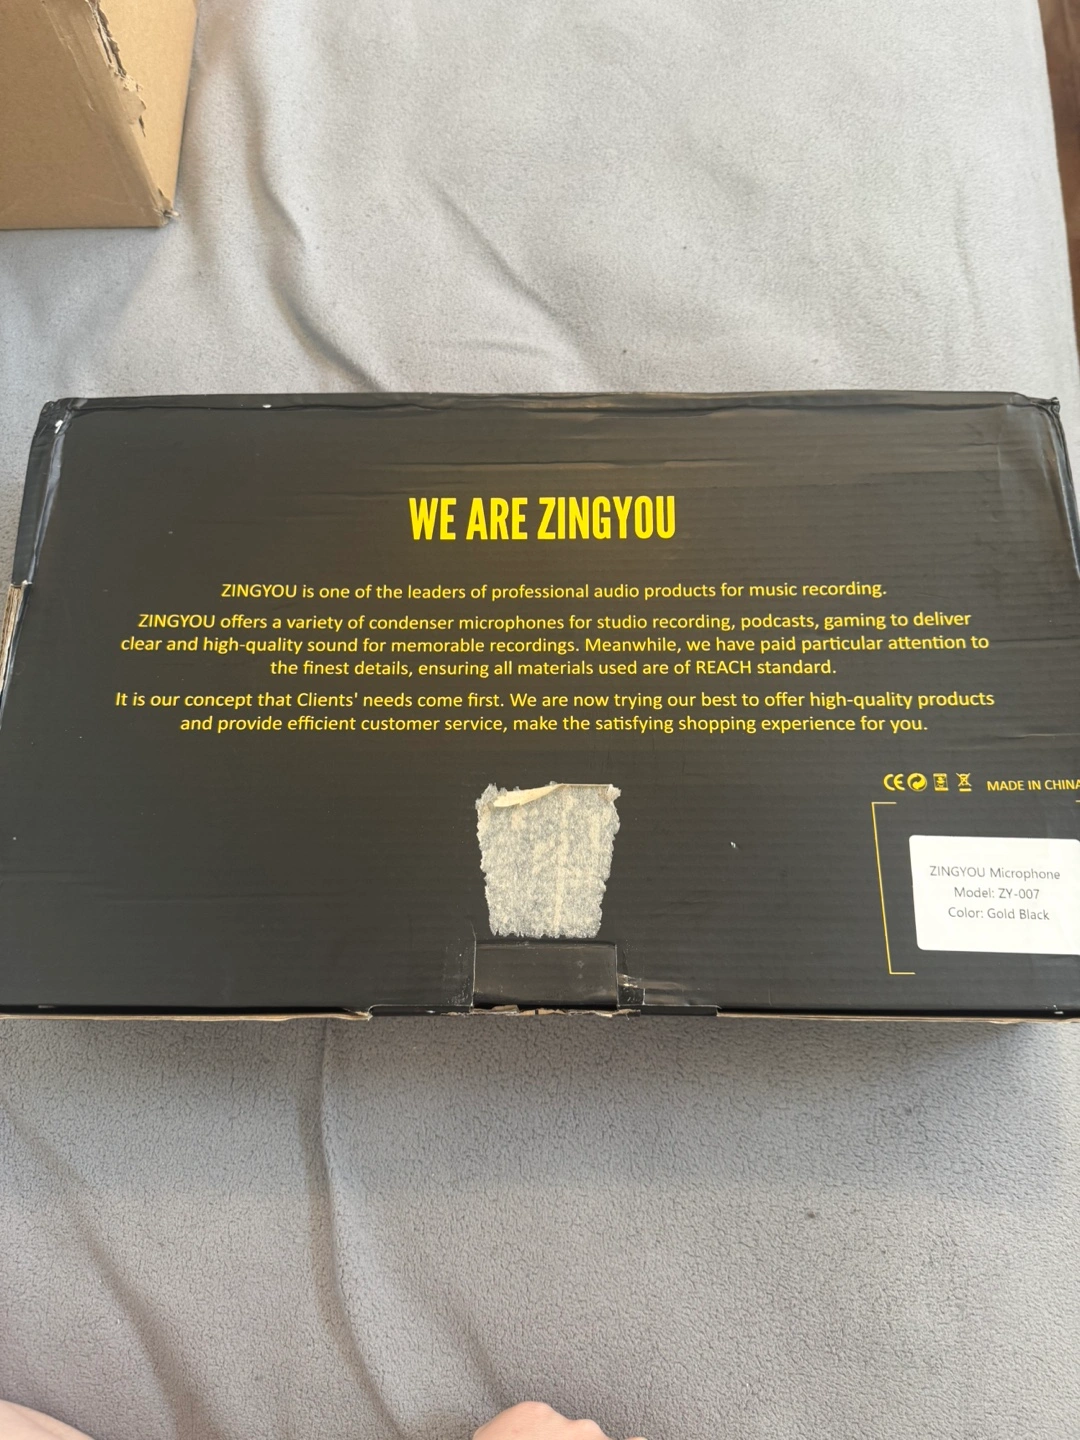 WE ARE ZINGYOU
ZINGYOU is one of the leaders of professional audio products for music recording.
ZINGYOU offers a variety of condenser microphones for studio recording, podcasts, gaming to deliver
clear and high-quality sound for memorable recordings. Meanwhile, we have paid particular attention to
the finest details, ensuring all materials used are of REACH standard.
It is our concept that Clients' needs come first. We are now trying our best to offer high-quality products
and provide efficient customer service, make the satisfying shopping experience for you.
CE MADE IN CHINA
ZINGYOU Microphone
Model: ZY-007
Color: Gold Black